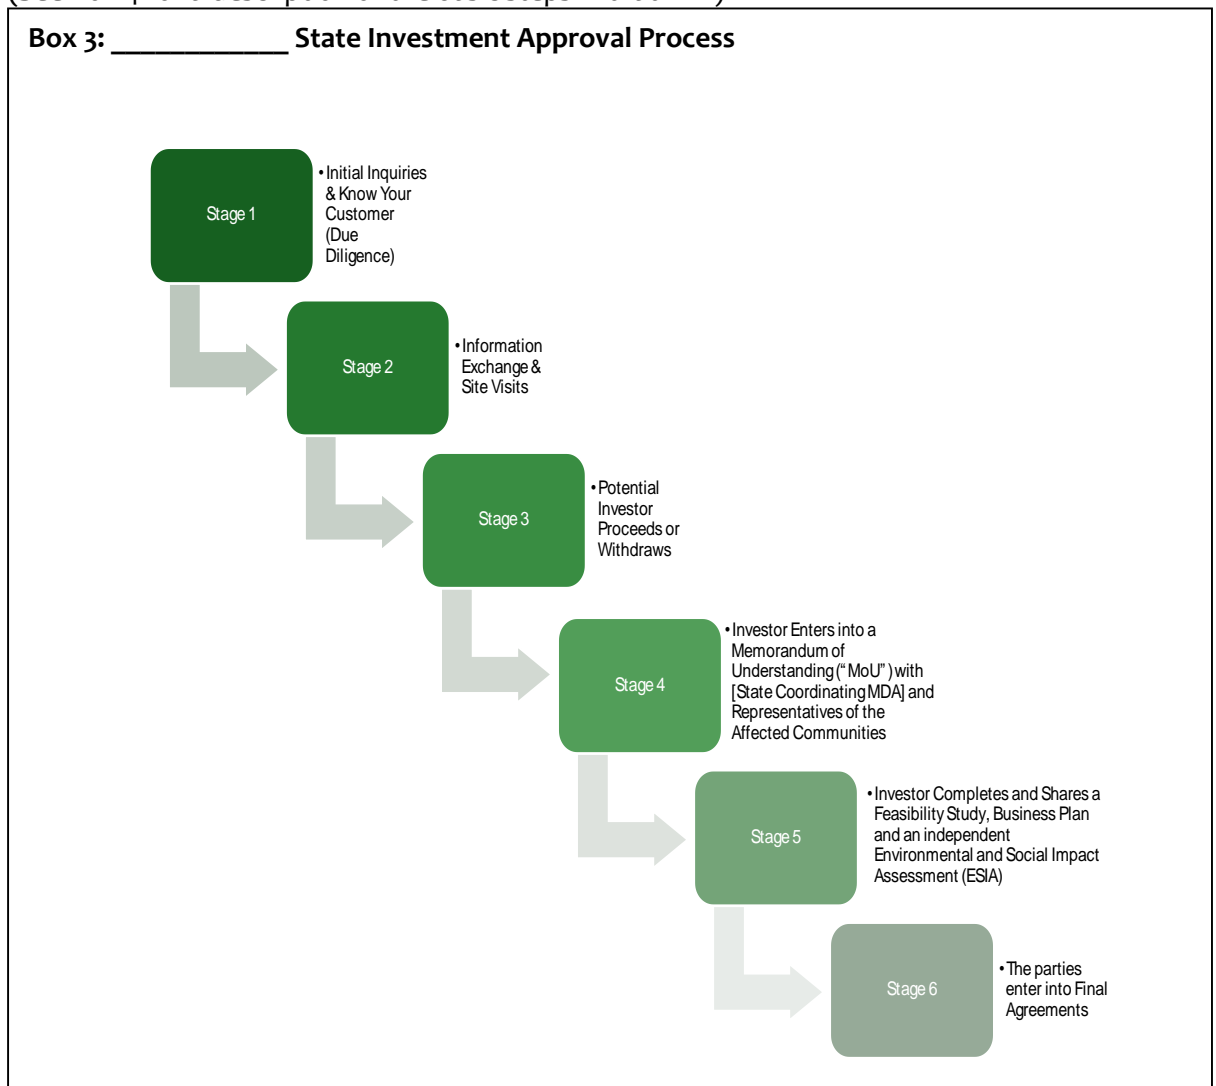 Box 3: _____________ State Investment Approval Process
Stage 1
• Initial Inquiries
& Know Your
Customer
(Due
Diligence)
Stage 2
• Information
Exchange &
Site Visits
Stage 3
• Potential
Investor
Proceeds or
Withdraws
Stage 4
• Investor Enters into a
Memorandum of
Understanding (“MoU”) with
[State Coordinating MDA] and
Representatives of the
Affected Communities
Stage 5
• Investor Completes and Shares a
Feasibility Study, Business Plan
and an independent
Environmental and Social Impact
Assessment (ESIA)
Stage 6
• The parties
enter into Final
Agreements